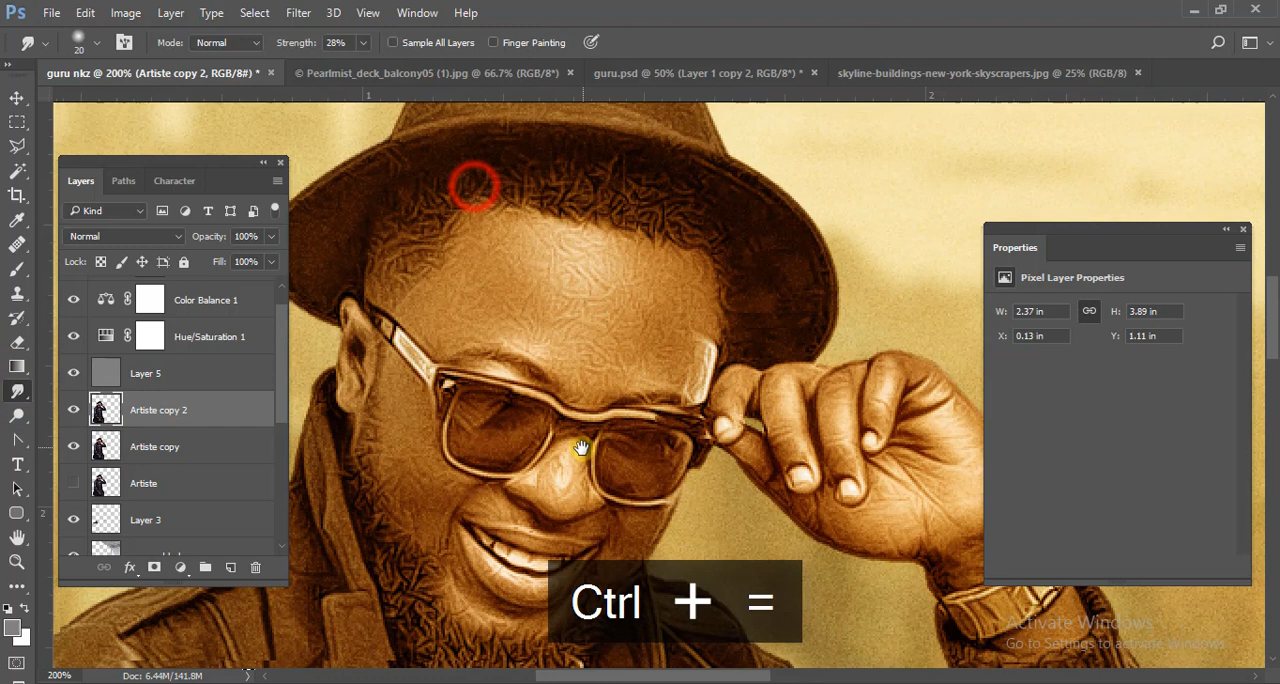 Ps File Edit Image Layer Type Select Filter 3D View Window Help
20 Mode: Normal Strength: 28% Sample All Layers Finger Painting
guru nkz @ 200% (Artiste copy 2, RGB/8#) * × © Pearlmist_deck_balcony05 (1).jpg @ 66.7% (RGB/8*) × guru.psd @ 50% (Layer 1 copy 2, RGB/8*) * × skyline-buildings-new-york-skyscrapers.jpg @ 25% (RGB/8) ×
1 2
Layers Paths Character
Kind
Normal Opacity: 100%
Lock: Fill: 100%
Color Balance 1
Hue/Saturation 1
Layer 5
Artiste copy 2
Artiste copy
Artiste
Layer 3
fx
2
Properties
Pixel Layer Properties
W: 2.37 in H: 3.89 in
X: 0.13 in Y: 1.11 in
Ctrl + =
Activate Windows
Go to Settings to activate Windows.
200% Doc: 6.44M/141.8M